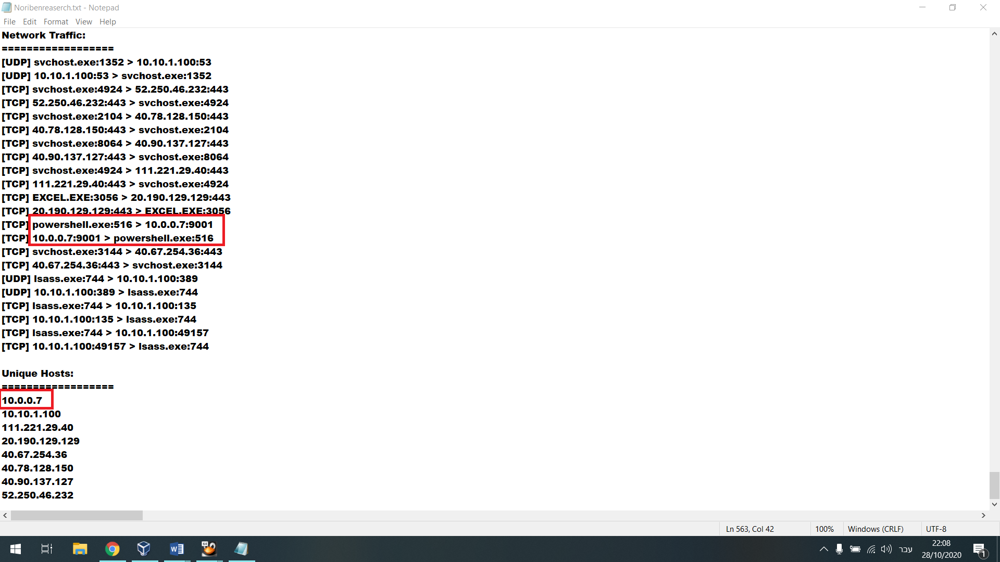 Noribenreaserch.txt - Notepad
File Edit Format View Help
Network Traffic:
==================
[UDP] svchost.exe:1352 > 10.10.1.100:53
[UDP] 10.10.1.100:53 > svchost.exe:1352
[TCP] svchost.exe:4924 > 52.250.46.232:443
[TCP] 52.250.46.232:443 > svchost.exe:4924
[TCP] svchost.exe:2104 > 40.78.128.150:443
[TCP] 40.78.128.150:443 > svchost.exe:2104
[TCP] svchost.exe:8064 > 40.90.137.127:443
[TCP] 40.90.137.127:443 > svchost.exe:8064
[TCP] svchost.exe:4924 > 111.221.29.40:443
[TCP] 111.221.29.40:443 > svchost.exe:4924
[TCP] EXCEL.EXE:3056 > 20.190.129.129:443
[TCP] 20.190.129.129:443 > EXCEL.EXE:3056
[TCP] powershell.exe:516 > 10.0.0.7:9001
[TCP] 10.0.0.7:9001 > powershell.exe:516
[TCP] svchost.exe:3144 > 40.67.254.36:443
[TCP] 40.67.254.36:443 > svchost.exe:3144
[UDP] lsass.exe:744 > 10.10.1.100:389
[UDP] 10.10.1.100:389 > lsass.exe:744
[TCP] lsass.exe:744 > 10.10.1.100:135
[TCP] 10.10.1.100:135 > lsass.exe:744
[TCP] lsass.exe:744 > 10.10.1.100:49157
[TCP] 10.10.1.100:49157 > lsass.exe:744
Unique Hosts:
==================
10.0.0.7
10.10.1.100
111.221.29.40
20.190.129.129
40.67.254.36
40.78.128.150
40.90.137.127
52.250.46.232
Ln 563, Col 42 100% Windows (CRLF) UTF-8
64
W
עבר
22:08
28/10/2020
1